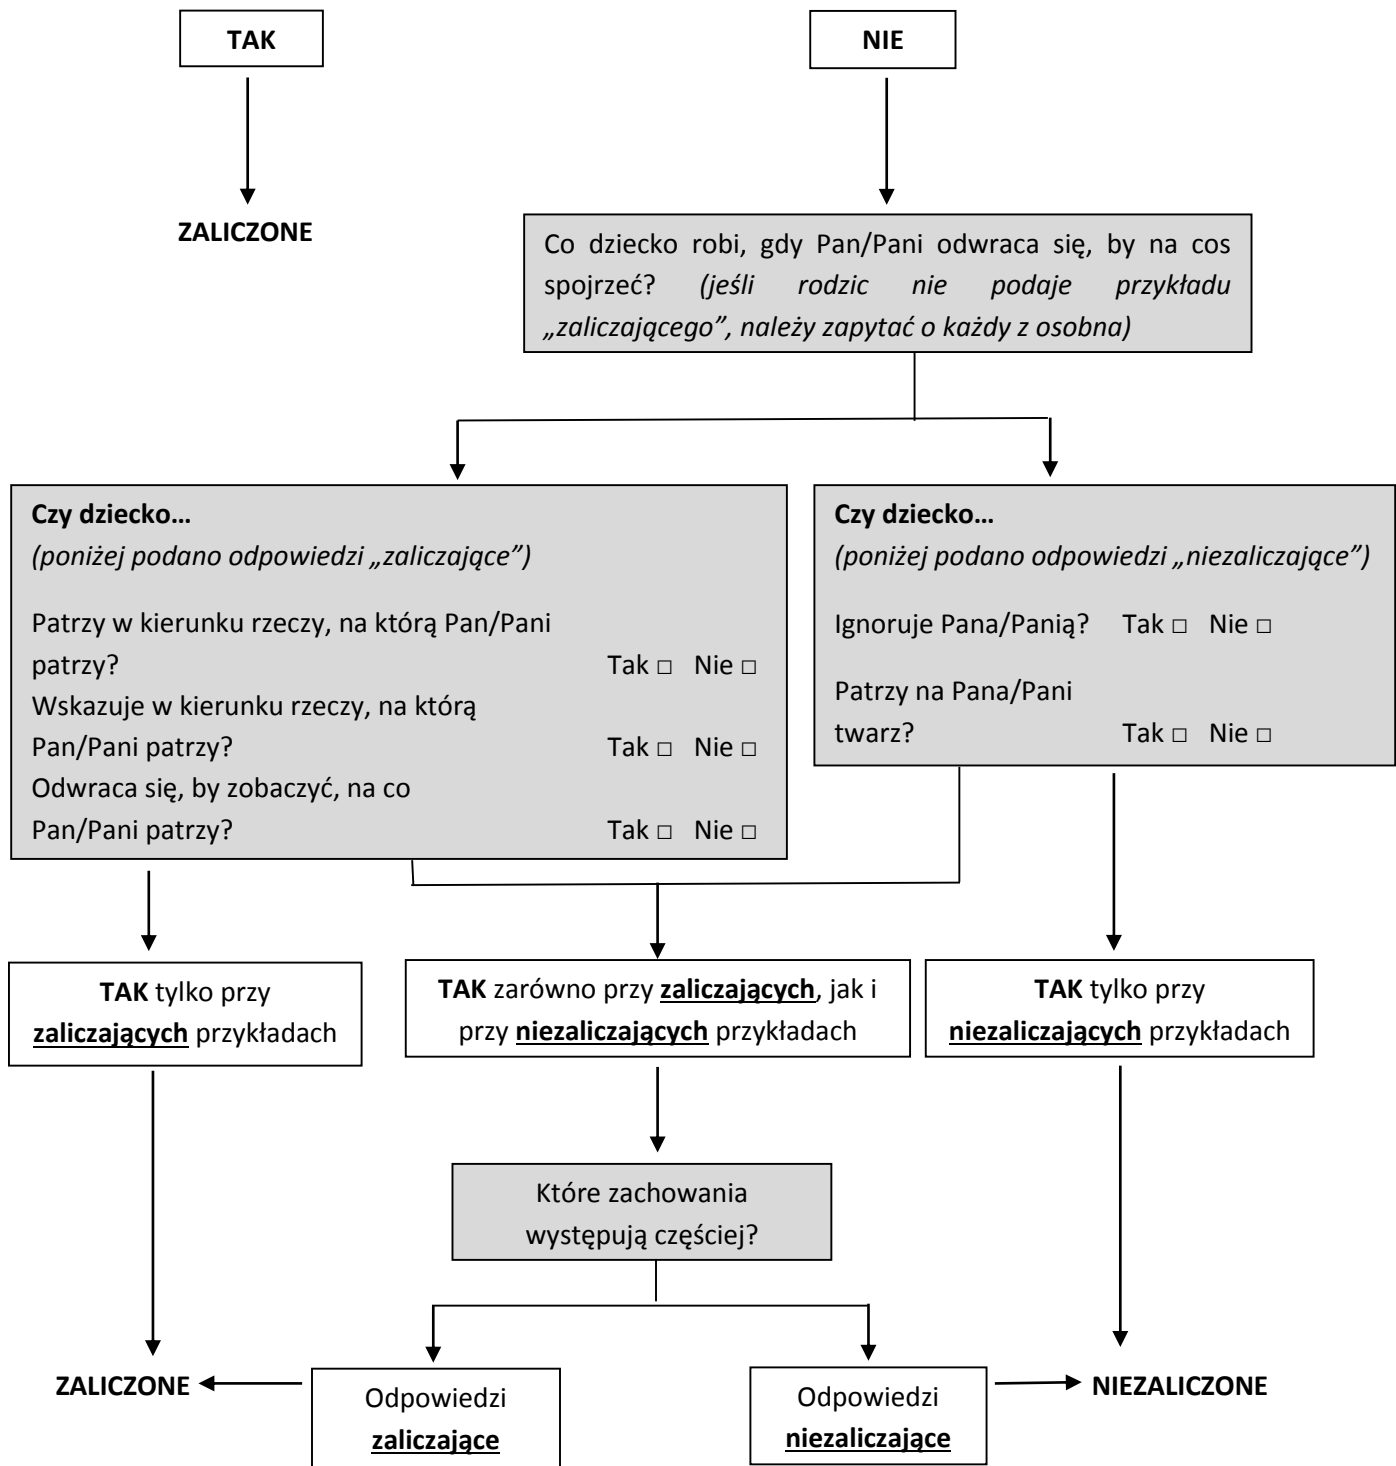 TAK
NIE
ZALICZONE
Co dziecko robi, gdy Pan/Pani odwraca się, by na cos
spojrzeć? (jeśli rodzic nie podaje przykładu
„zaliczającego”, należy zapytać o każdy z osobna)
Czy dziecko…
(poniżej podano odpowiedzi „zaliczające”)
Patrzy w kierunku rzeczy, na którą Pan/Pani
patrzy? Tak □ Nie □
Wskazuje w kierunku rzeczy, na którą
Pan/Pani patrzy? Tak □ Nie □
Odwraca się, by zobaczyć, na co
Pan/Pani patrzy? Tak □ Nie □
Czy dziecko…
(poniżej podano odpowiedzi „niezaliczające”)
Ignoruje Pana/Panią? Tak □ Nie □
Patrzy na Pana/Pani
twarz? Tak □ Nie □
TAK tylko przy
zaliczających przykładach
TAK zarówno przy zaliczających, jak i
przy niezaliczających przykładach
TAK tylko przy
niezaliczających przykładach
Które zachowania
występują częściej?
ZALICZONE
Odpowiedzi
zaliczające
Odpowiedzi
niezaliczające
NIEZALICZONE